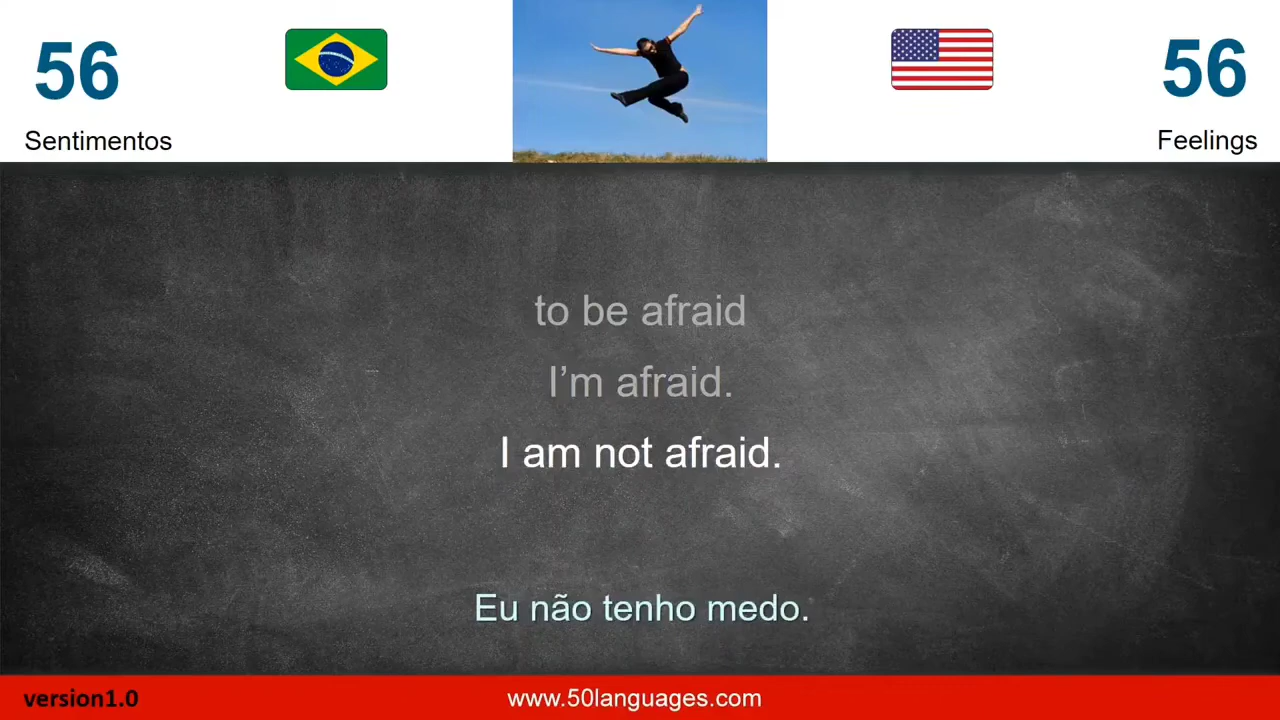 56
56
Sentimentos
Feelings
to be afraid
I’m afraid.
I am not afraid.
Eu não tenho medo.
version1.0
www.50languages.com